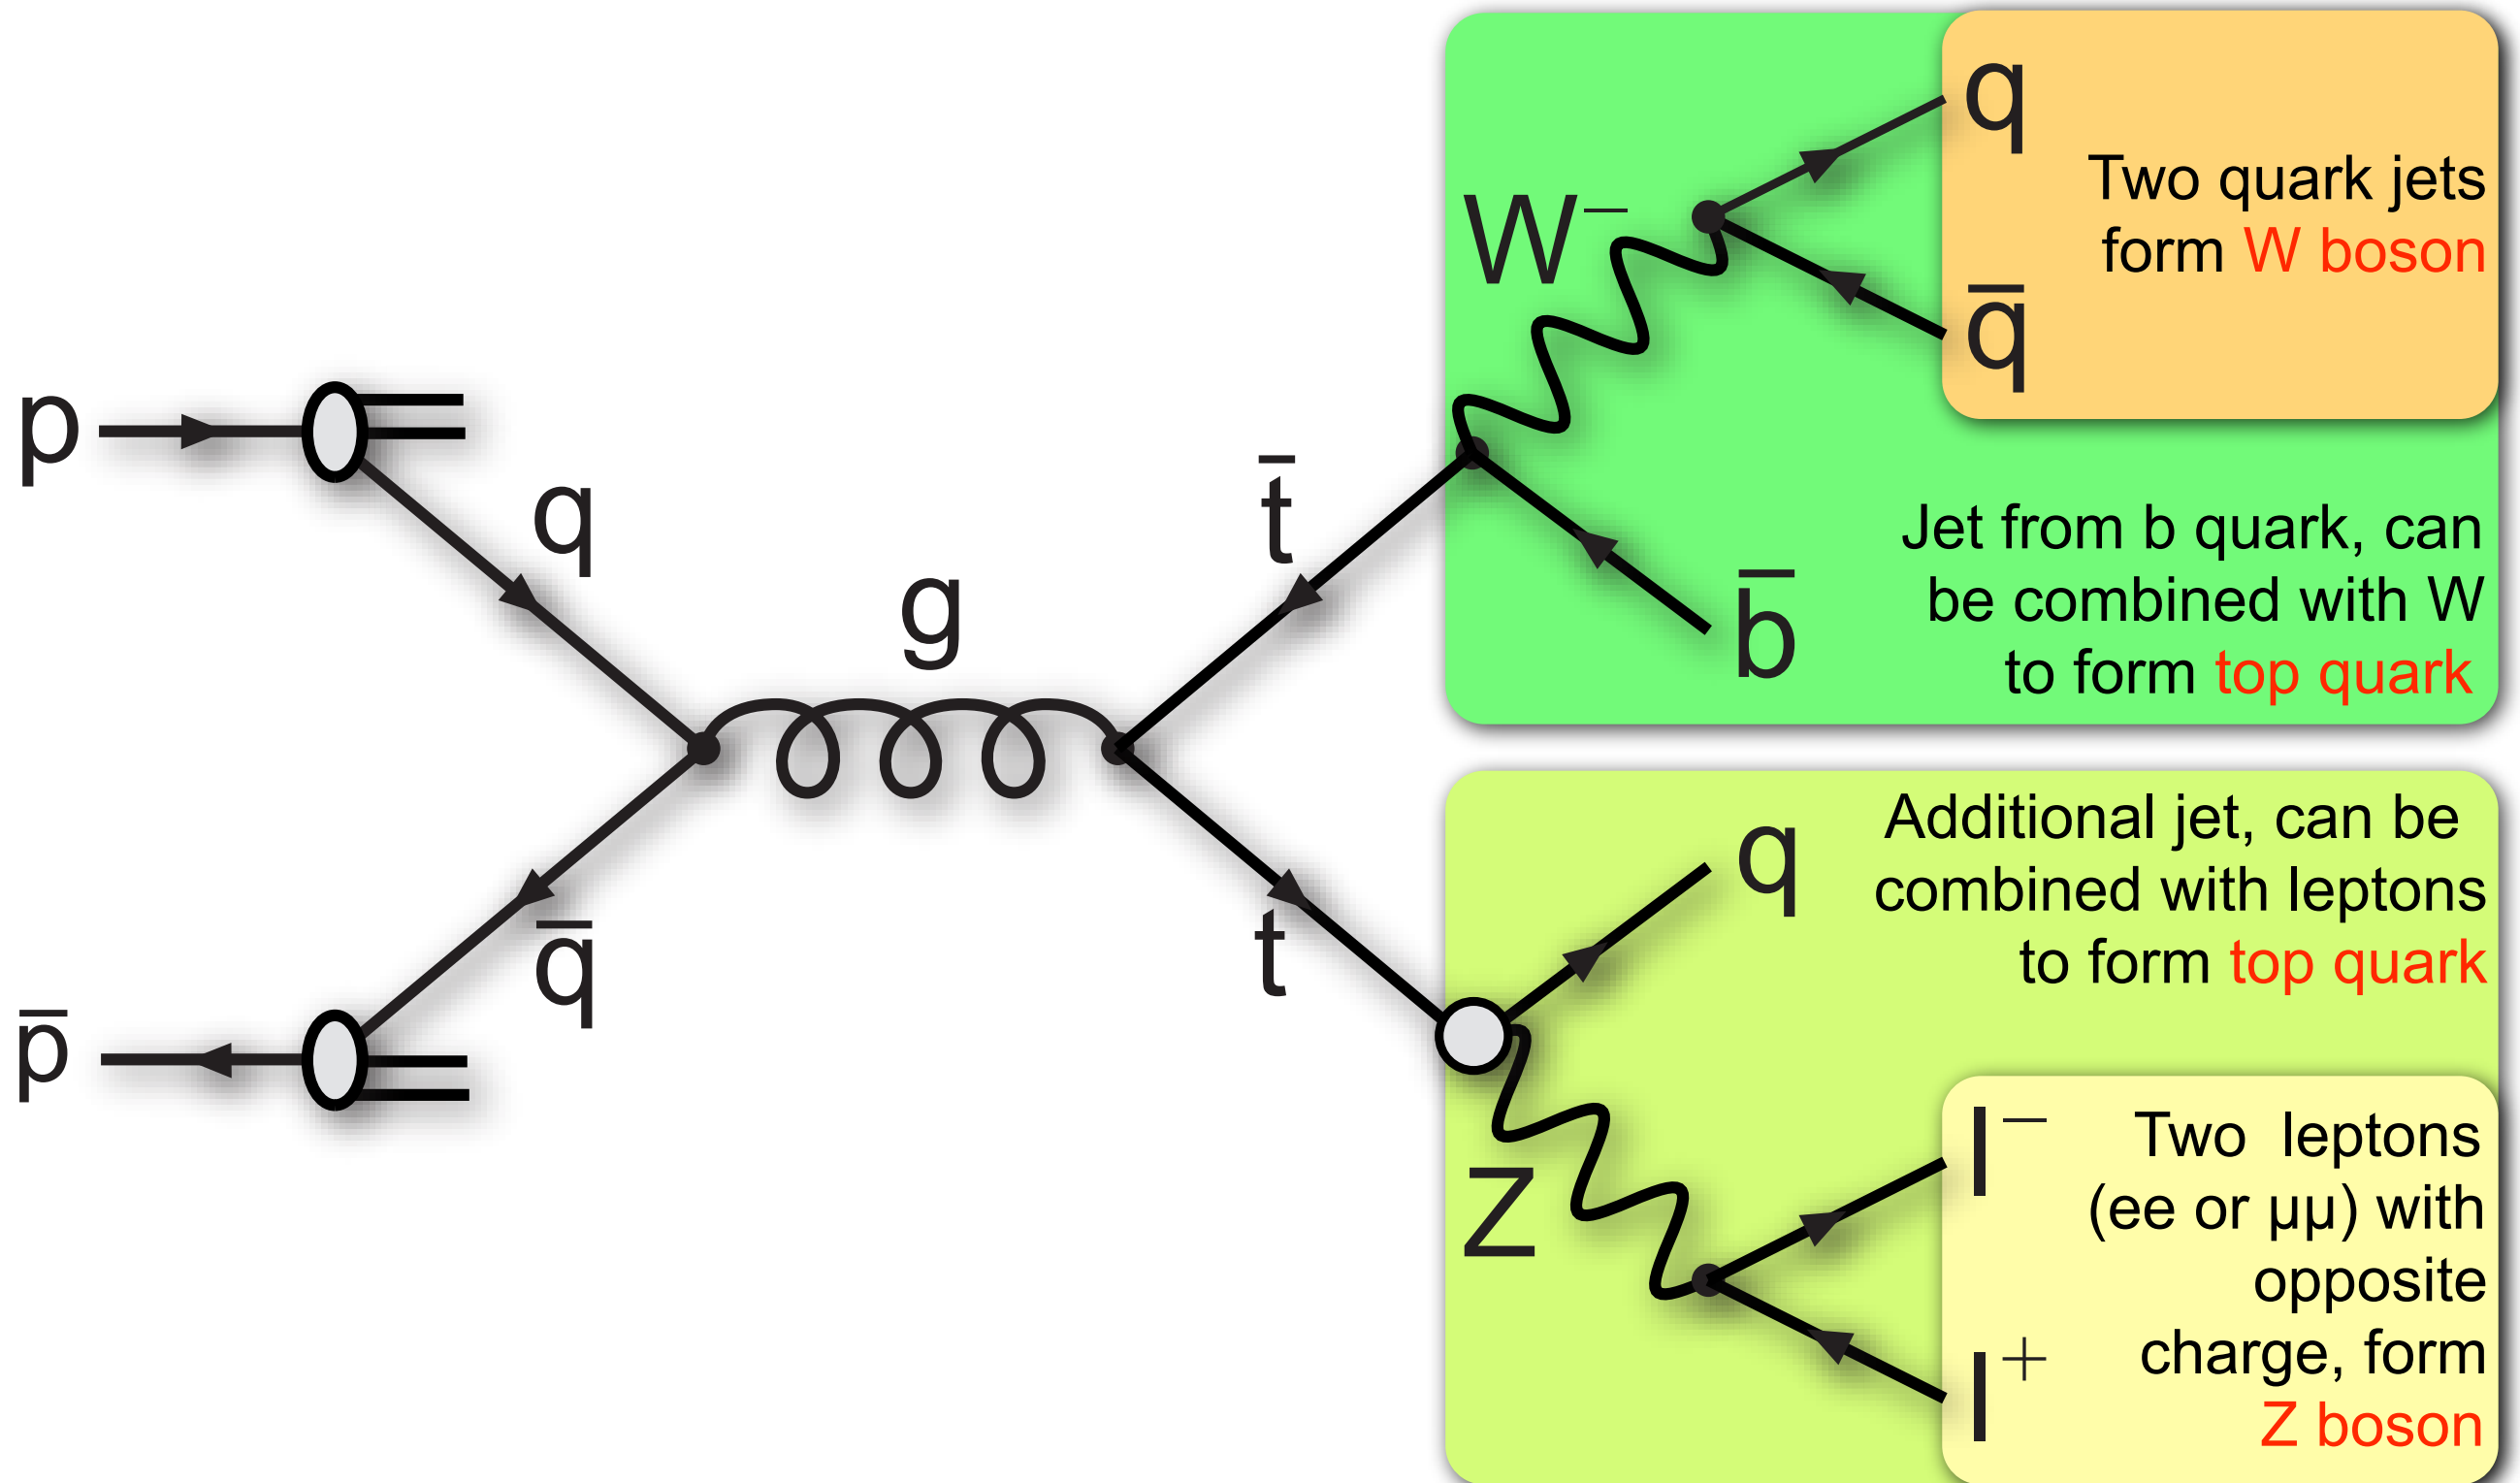 q
Two quark jets
form W boson
W⁻
q̅
p
t̅
q
Jet from b quark, can
be combined with W
to form top quark
b̅
g
Additional jet, can be
combined with leptons
to form top quark
q
q̅
t
p̅
l⁻
Two leptons
(ee or μμ) with
opposite
charge, form
Z boson
Z
l⁺